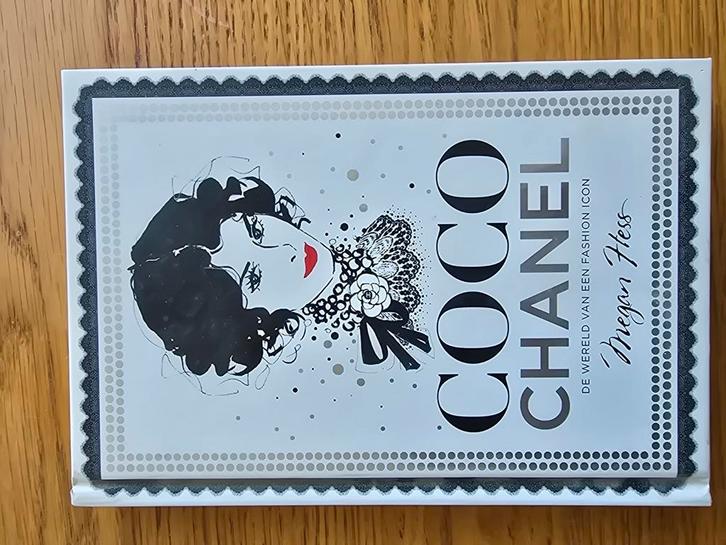 COCO
CHANEL
DE WERELD VAN EEN FASHION ICON
Megan Hess